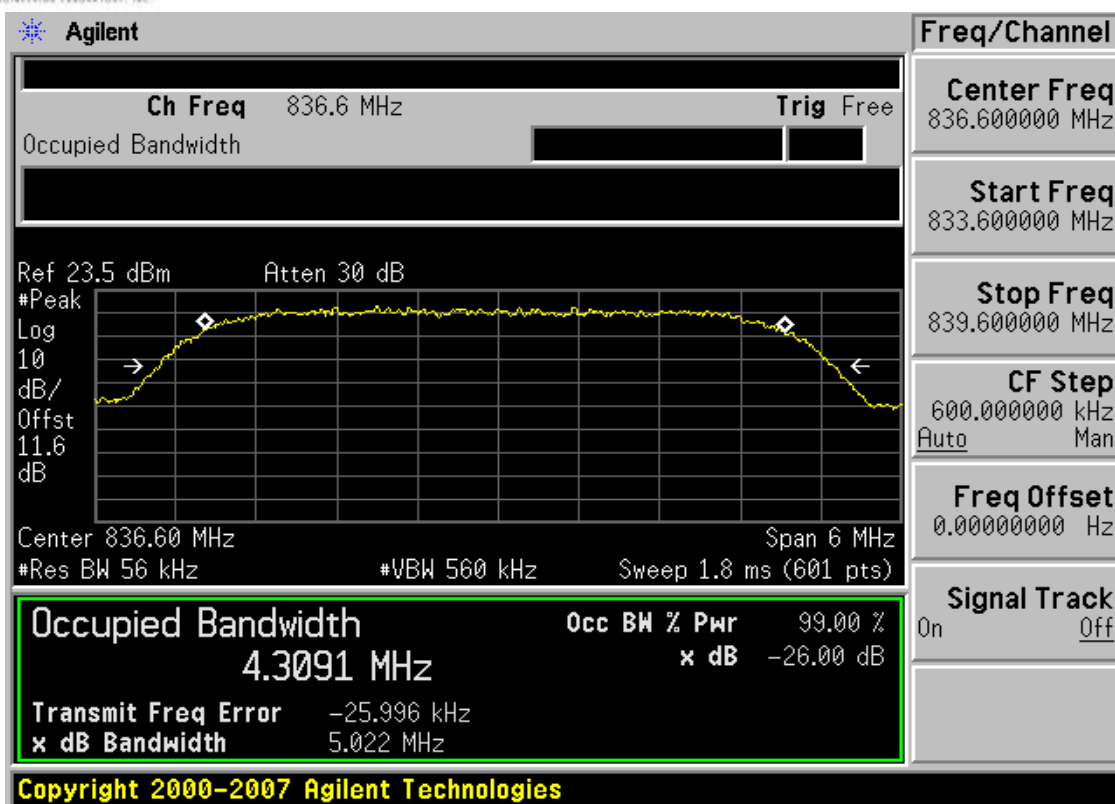 Agilent
Freq/Channel
Ch Freq 836.6 MHz Trig Free
Occupied Bandwidth
Center Freq
836.600000 MHz
Start Freq
833.600000 MHz
Stop Freq
839.600000 MHz
CF Step
600.000000 kHz
Auto Man
Freq Offset
0.00000000 Hz
Signal Track
On Off
Ref 23.5 dBm Atten 30 dB
#Peak
Log
10
dB/
Offst
11.6
dB
Center 836.60 MHz Span 6 MHz
#Res BW 56 kHz #VBW 560 kHz Sweep 1.8 ms (601 pts)
Occupied Bandwidth
4.3091 MHz
Occ BW % Pwr 99.00 %
x dB -26.00 dB
Transmit Freq Error -25.996 kHz
x dB Bandwidth 5.022 MHz
Copyright 2000-2007 Agilent Technologies